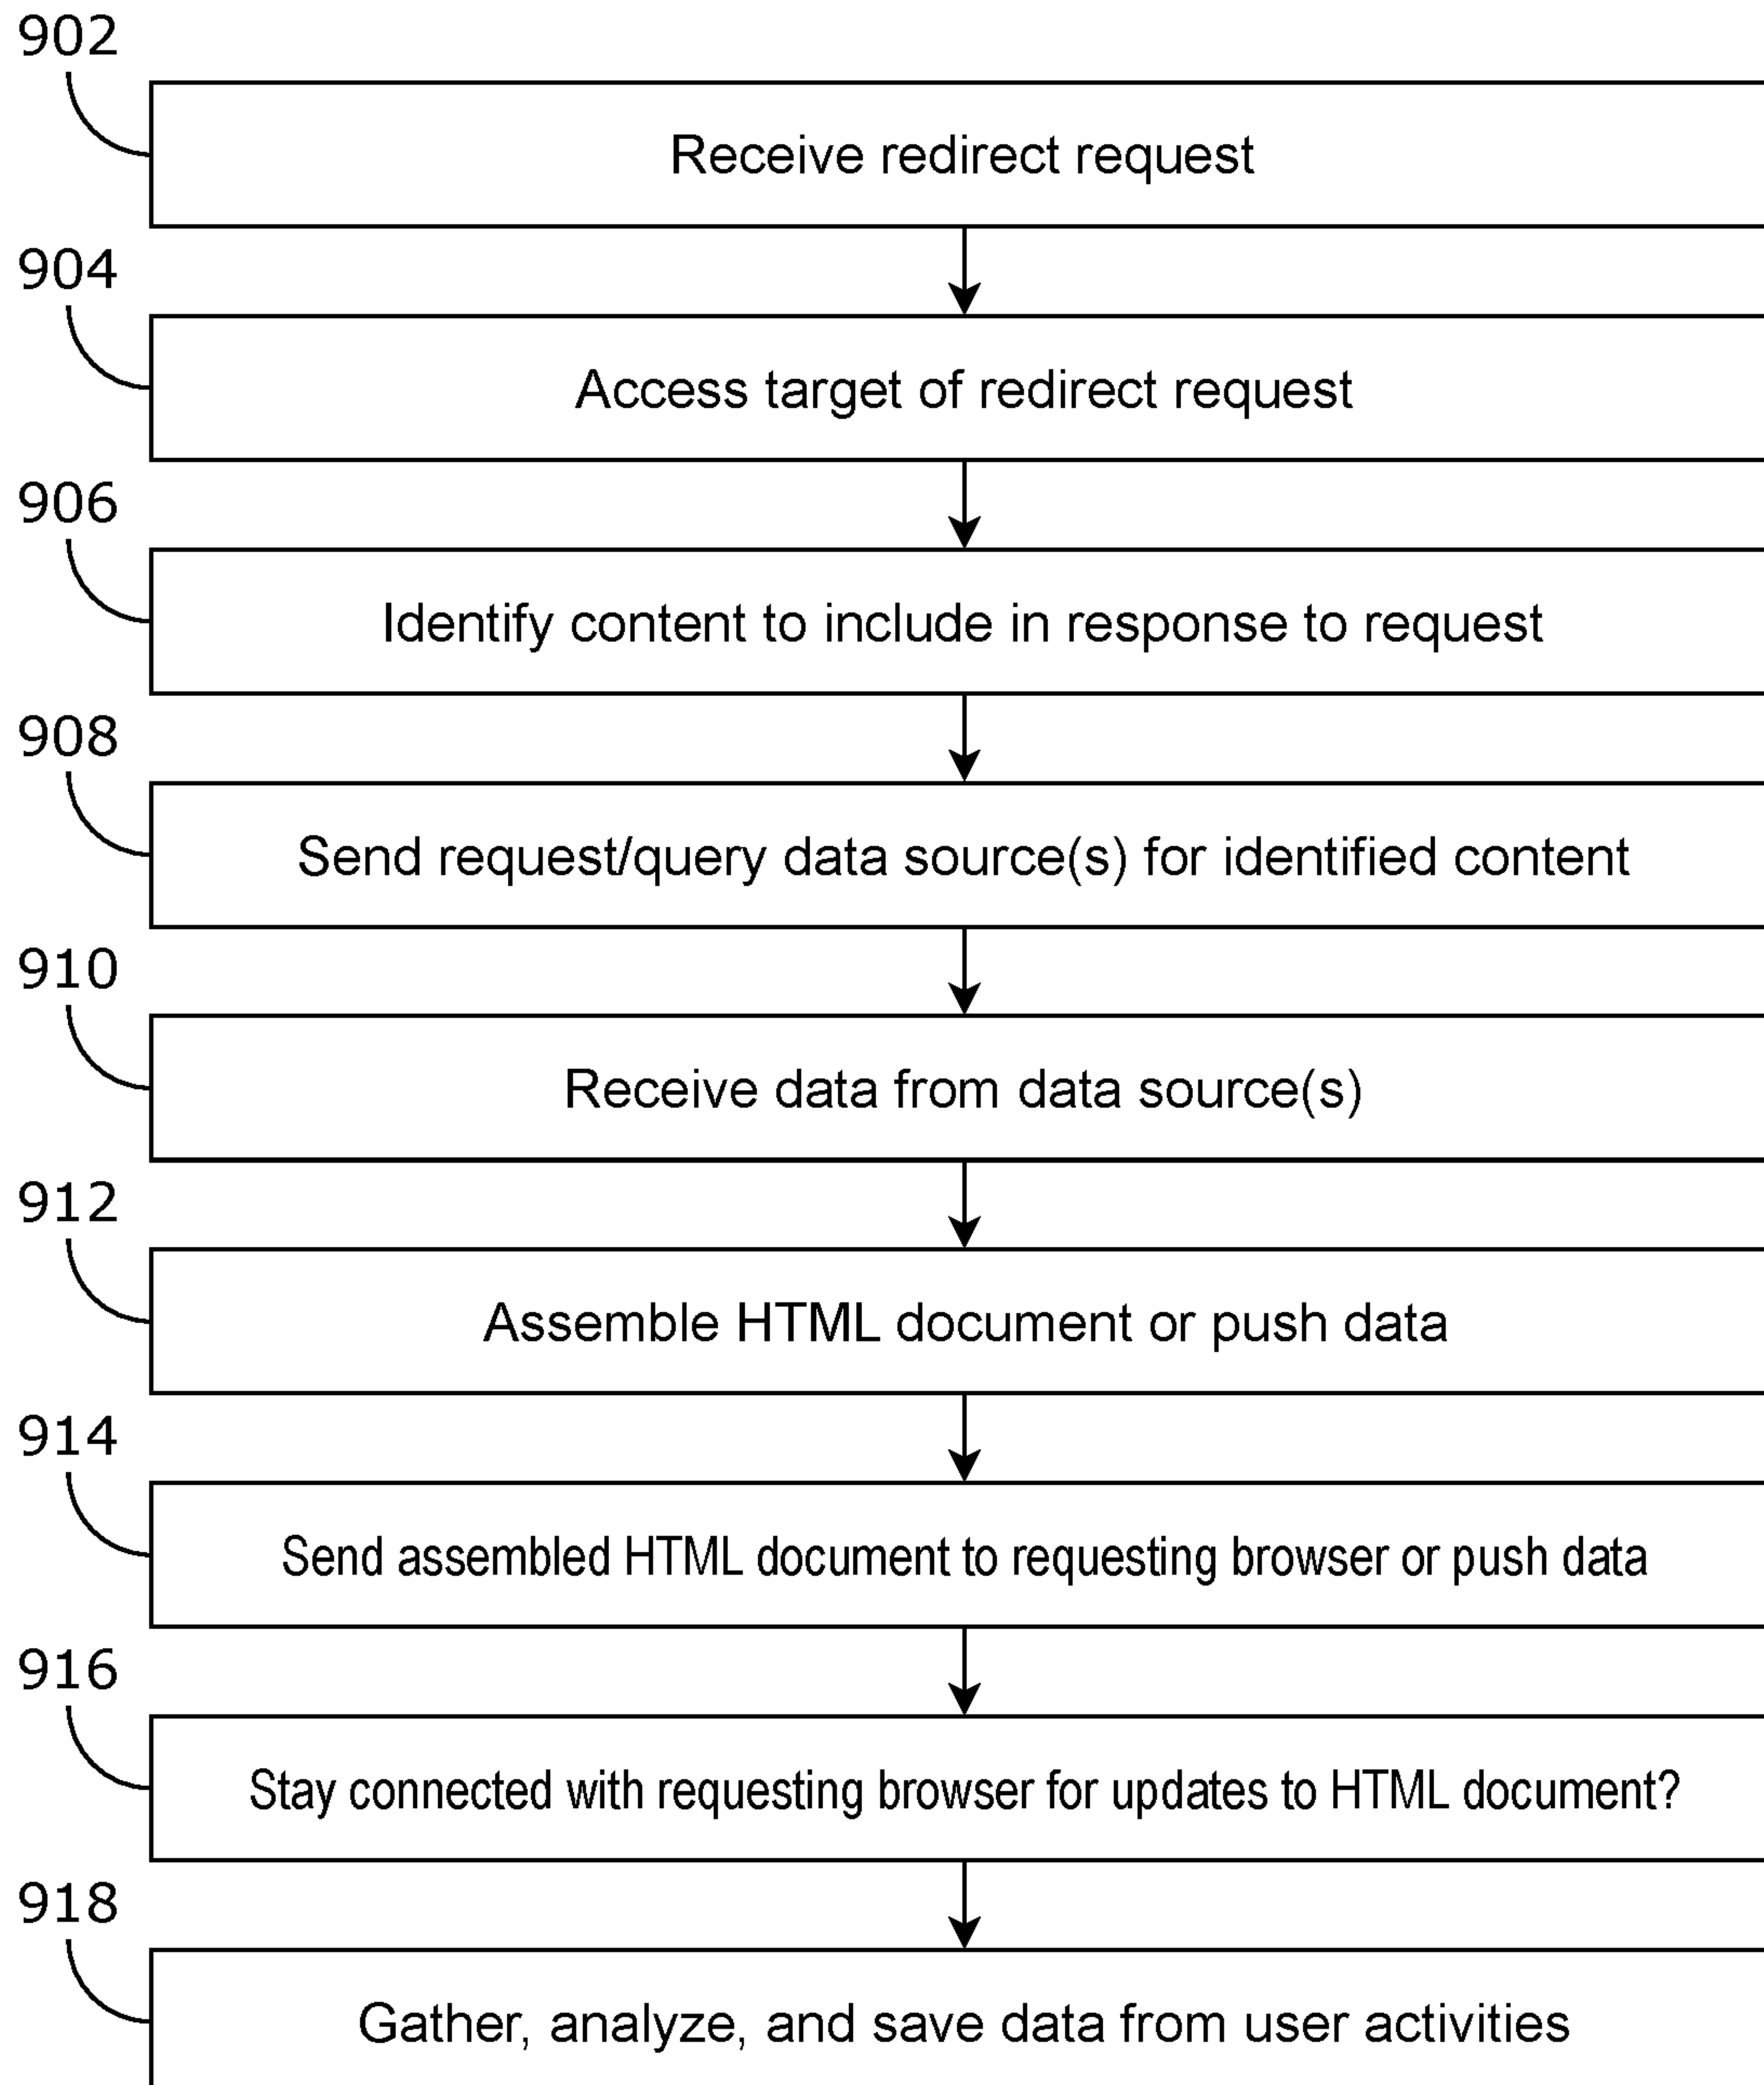 902
Receive redirect request
904
Access target of redirect request
906
Identify content to include in response to request
908
Send request/query data source(s) for identified content
910
Receive data from data source(s)
912
Assemble HTML document or push data
914
Send assembled HTML document to requesting browser or push data
916
Stay connected with requesting browser for updates to HTML document?
918
Gather, analyze, and save data from user activities